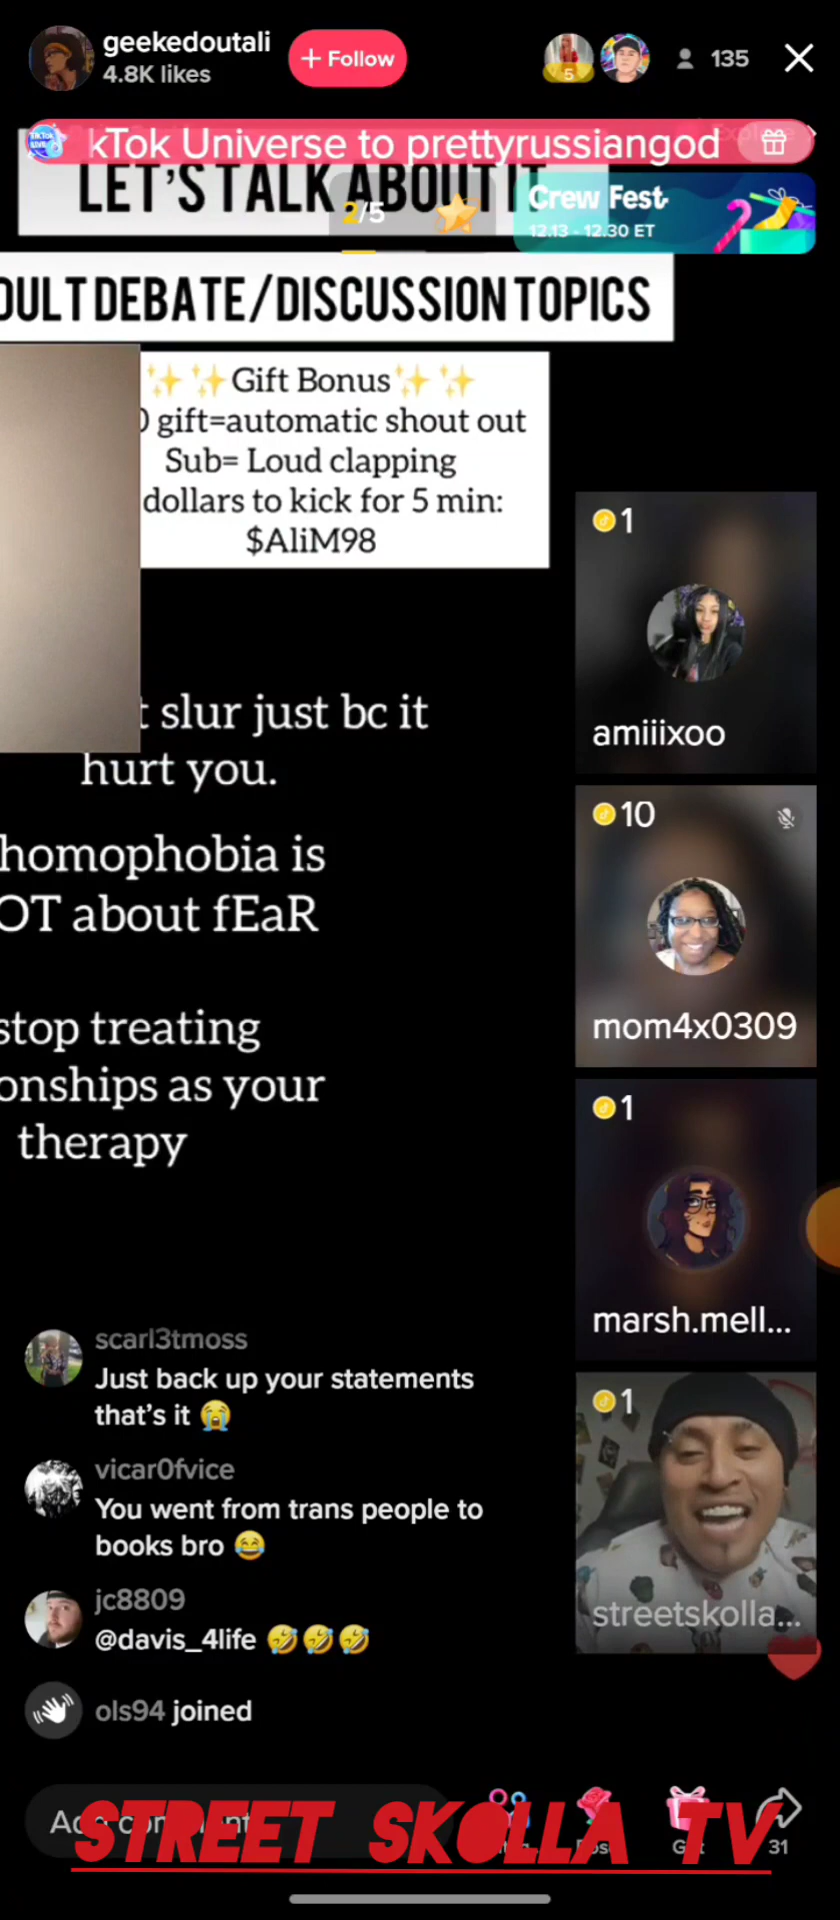 geekedoutali
4.8K likes
+ Follow
5
135
kTok Universe to prettyrussiangod
LET'S TALK ABOUT IT
2/5
Crew Fest
12.13 - 12.30 ET
DULT DEBATE/DISCUSSION TOPICS
✨ ✨ Gift Bonus ✨ ✨
gift=automatic shout out
Sub= Loud clapping
dollars to kick for 5 min:
$AliM98
t slur just bc it
hurt you.
homophobia is
OT about fEaR
stop treating
onships as your
therapy
1
amiiixoo
10
mom4x0309
1
marsh.mell...
1
streetskolla...
scarl3tmoss
Just back up your statements
that's it 😭
vicar0fvice
You went from trans people to
books bro 😂
jc8809
@davis_4life 🤣🤣🤣
ols94 joined
STREET SKOLLA TV
31